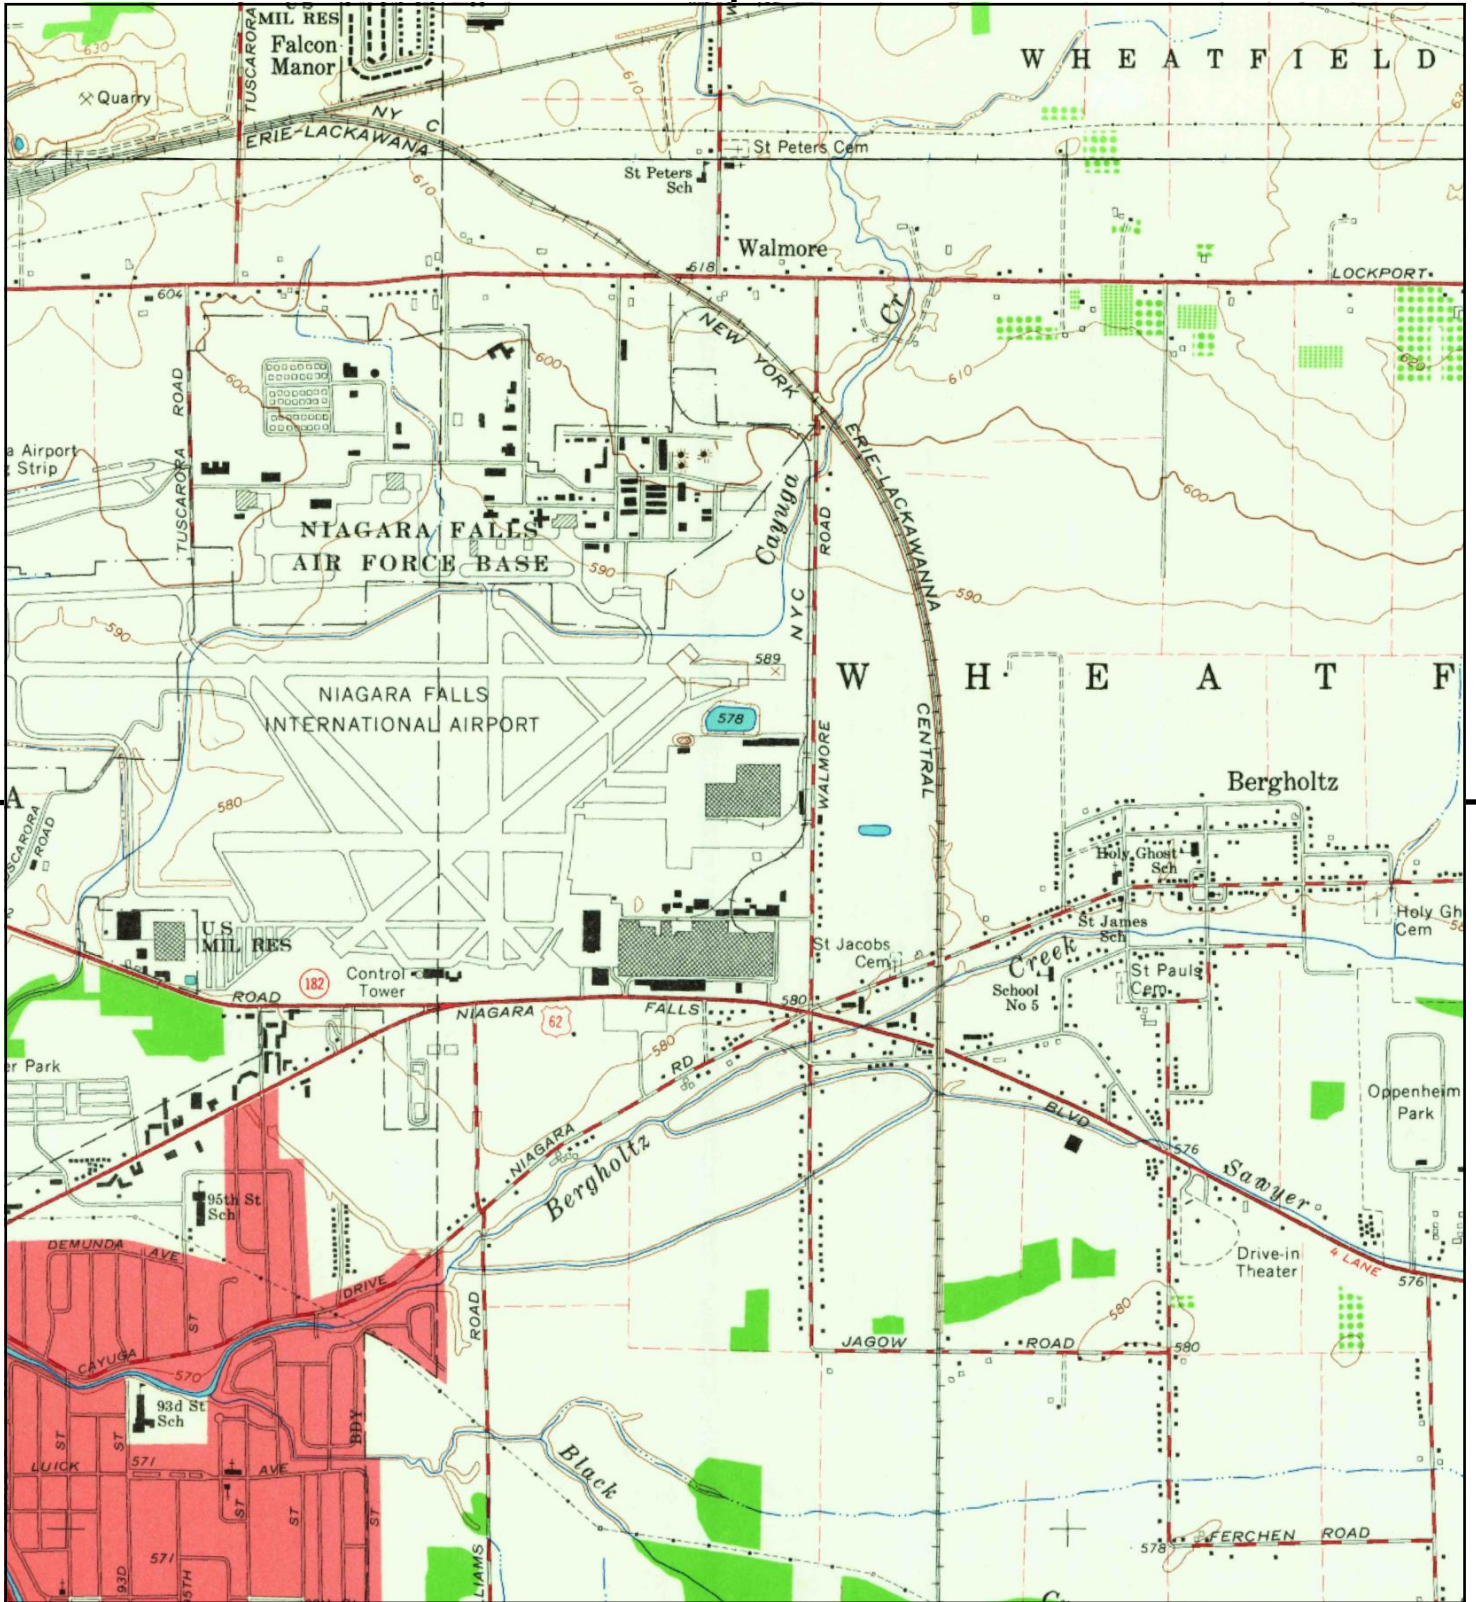 US
MIL RES
Falcon
Manor
TUSCARORA
W H E A T F I E L D
630
Quarry
610
NY C
ERIE-LACKAWANA
St Peters Cem
St Peters
Sch
610
Walmore
618
LOCKPORT
604
Cr
NEW YORK
600
600
610
620
TUSCARORA ROAD
a Airport
g Strip
ERIE-LACKAWANNA
Cayuga
ROAD
600
NIAGARA FALLS
AIR FORCE BASE
590
590
590
NYC
589
W H E A T F
NIAGARA FALLS
INTERNATIONAL AIRPORT
578
CENTRAL
WALMORE
Bergholtz
A
580
SCARORA
ROAD
Holy Ghost
Sch
U S
MIL RES
St James
Sch
Holy Gh
Cem
St Jacobs
Cem
Creek
School
No 5
St Pauls
Cem
182
Control
Tower
ROAD
NIAGARA
FALLS
580
62
580
er Park
RD
BLVD
Oppenheim
Park
NIAGARA
Bergholtz
576
Sawyer
95th St
Sch
DEMUNDA AVE
Drive-in
Theater
4 LANE
576
DRIVE
ST
ROAD
580
CAYUGA
JAGOW ROAD
580
570
93d St
Sch
BDY
ST
ST
LUICK
571
AVE
Black
ST
ST
ST
FERCHEN ROAD
578
571
93D
95TH
LIAMS